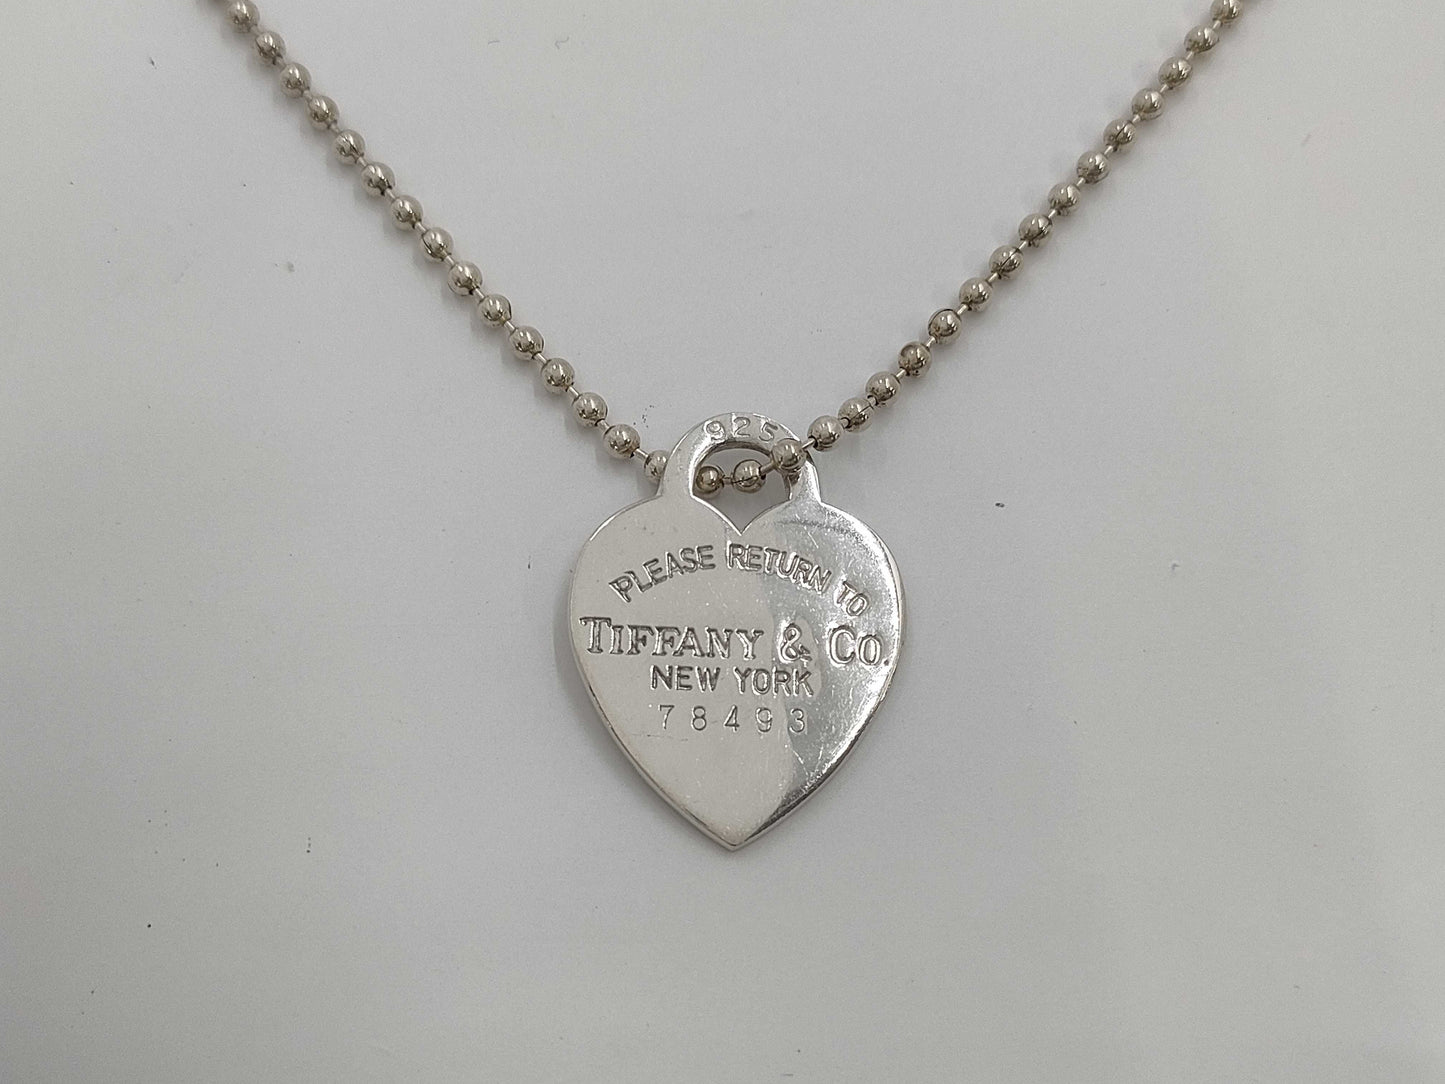 925
PLEASE RETURN TO
TIFFANY & CO
NEW YORK
78493